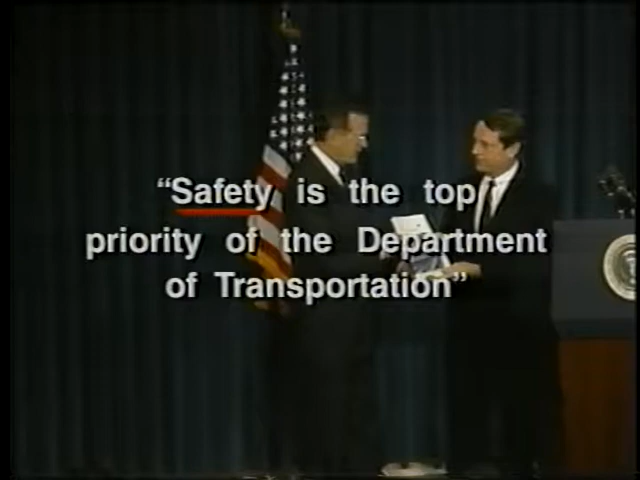 “Safety is the top
priority of the Department
of Transportation”